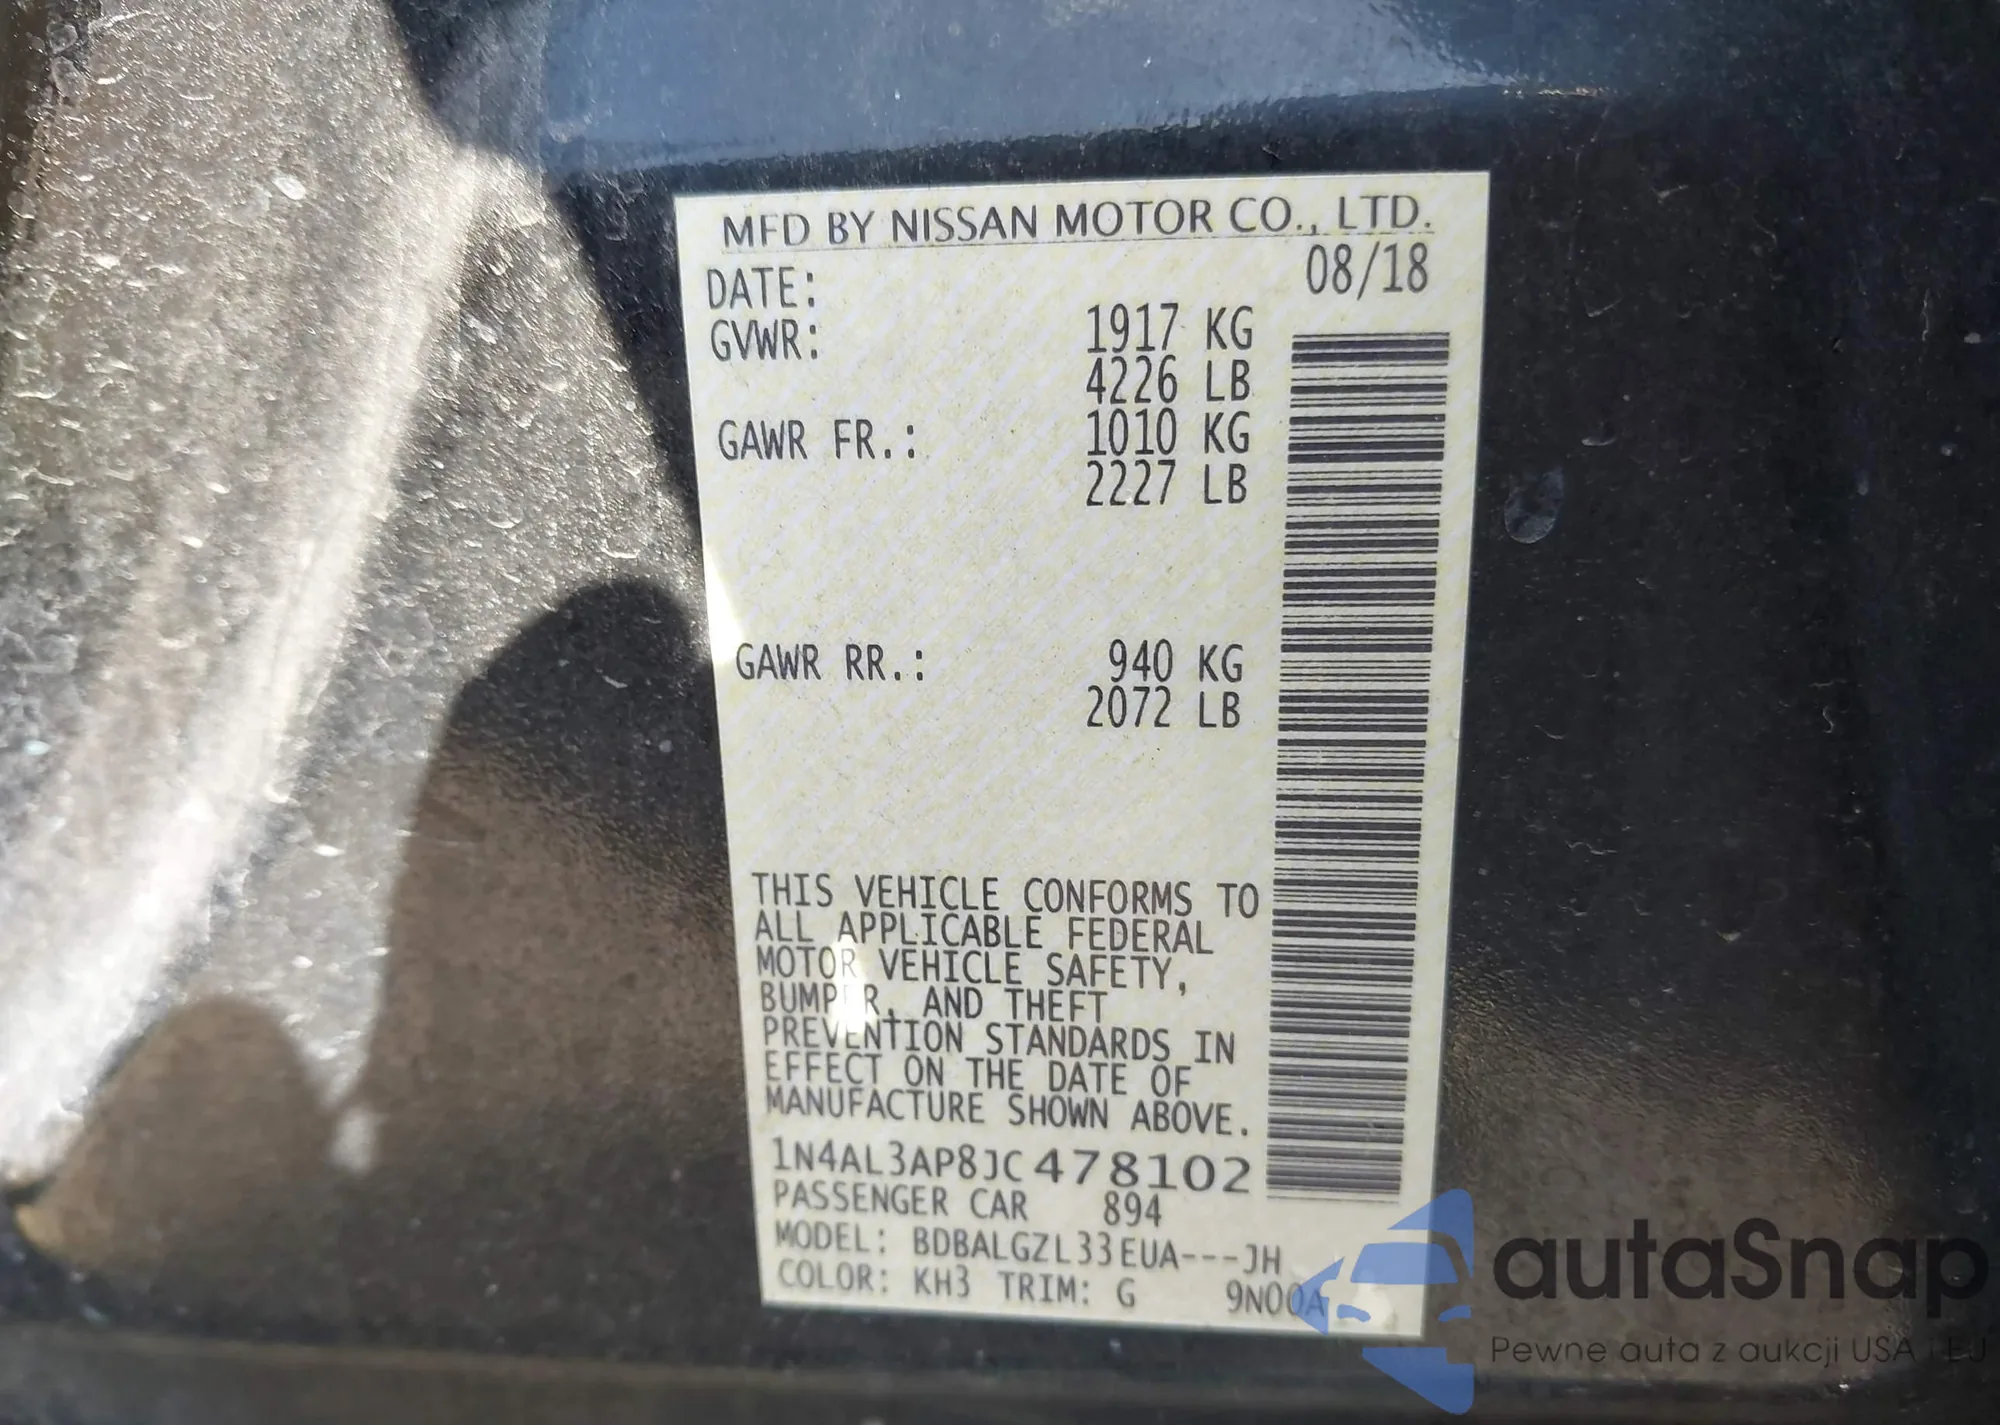 MFD BY NISSAN MOTOR CO., LTD.
DATE: 08/18
GVWR: 1917 KG
4226 LB
GAWR FR.: 1010 KG
2227 LB
GAWR RR.: 940 KG
2072 LB
THIS VEHICLE CONFORMS TO
ALL APPLICABLE FEDERAL
MOTOR VEHICLE SAFETY,
BUMPER, AND THEFT
PREVENTION STANDARDS IN
EFFECT ON THE DATE OF
MANUFACTURE SHOWN ABOVE.
1N4AL3AP8JC478102
PASSENGER CAR 894
MODEL: BDBALGZL33EUA---JH
COLOR: KH3 TRIM: G 9N00A
autaSnap
Pewne auta z aukcji USA i EU